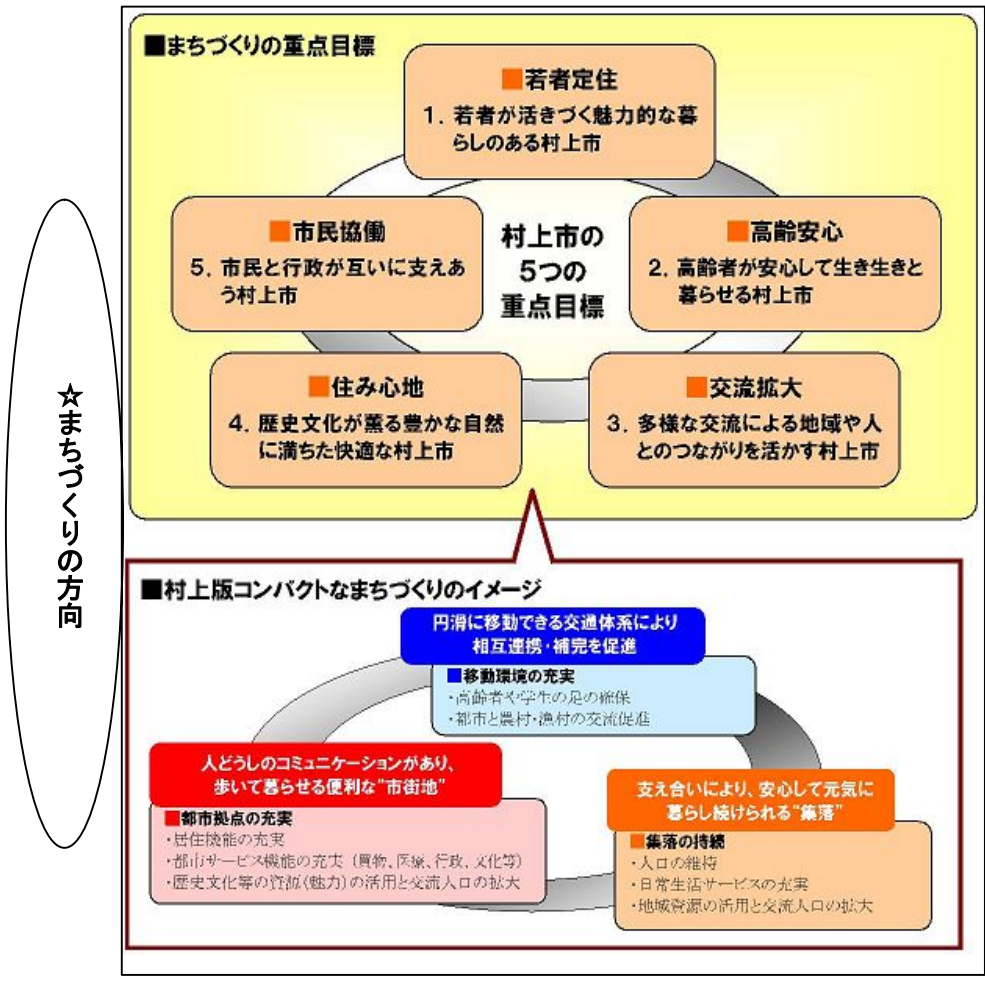 ☆まちづくりの方向
■まちづくりの重点目標
■若者定住
1．若者が活きづく魅力的な暮
らしのある村上市
■市民協働
5．市民と行政が互いに支えあ
う村上市
村上市の
5つの
重点目標
■高齢安心
2．高齢者が安心して生き生きと
暮らせる村上市
■住み心地
4．歴史文化が薫る豊かな自然
に満ちた快適な村上市
■交流拡大
3．多様な交流による地域や人
とのつながりを活かす村上市
■村上版コンパクトなまちづくりのイメージ
円滑に移動できる交通体系により
相互連携・補完を促進
■移動環境の充実
・高齢者や学生の足の確保
・都市と農村・漁村の交流促進
人どうしのコミュニケーションがあり、
歩いて暮らせる便利な“市街地”
■都市拠点の充実
・居住機能の充実
・都市サービス機能の充実（買物、医療、行政、文化等）
・歴史文化等の資源（魅力）の活用と交流人口の拡大
支え合いにより、安心して元気に
暮らし続けられる“集落”
■集落の持続
・人口の維持
・日常生活サービスの充実
・地域資源の活用と交流人口の拡大